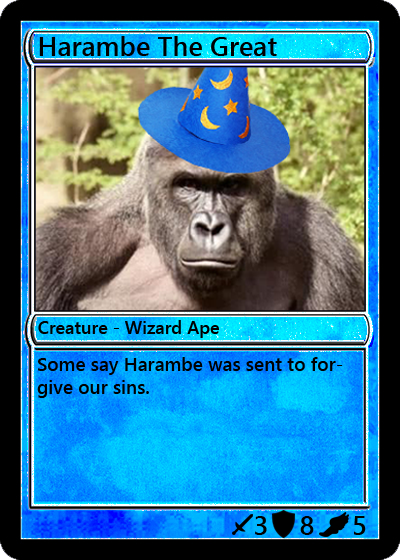 Harambe The Great
Creature - Wizard Ape
Some say Harambe was sent to for-
give our sins.
3 8 5